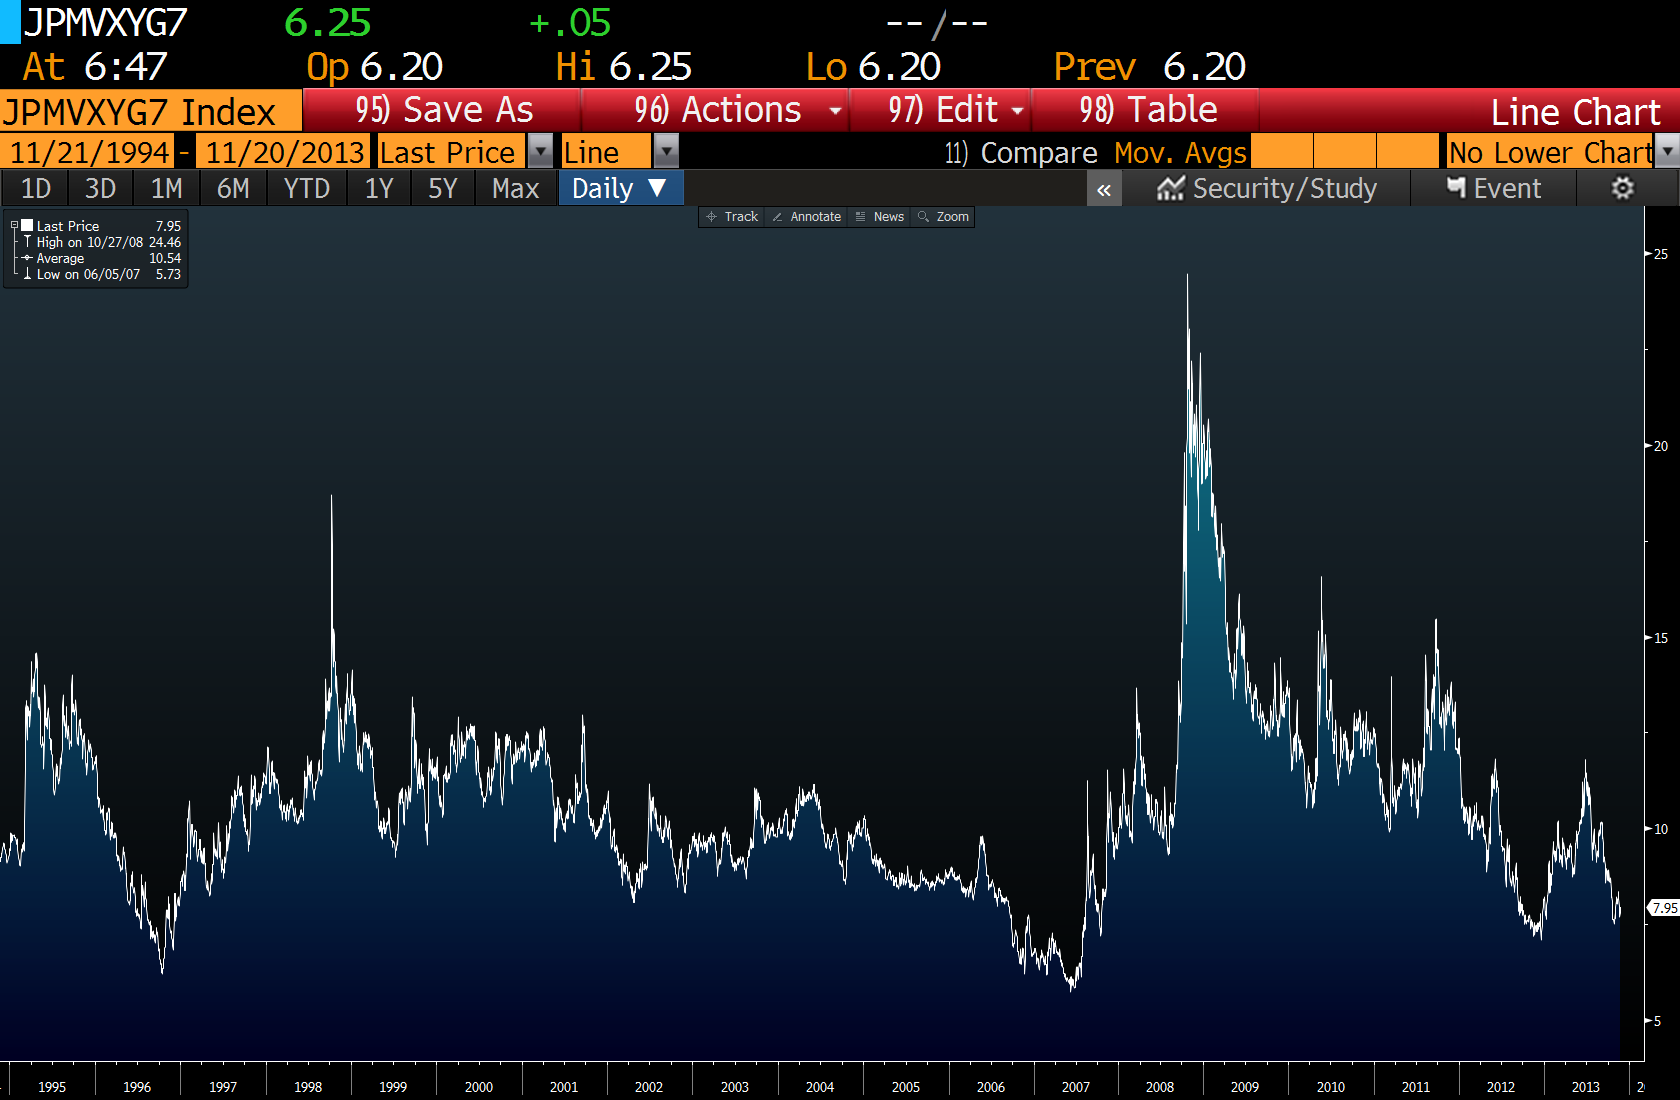 JPMVXYG7 6.25 +.05 --/--
At 6:47 Op 6.20 Hi 6.25 Lo 6.20 Prev 6.20
JPMVXYG7 Index 95) Save As 96) Actions 97) Edit 98) Table Line Chart
11/21/1994 - 11/20/2013 Last Price Line 11) Compare Mov. Avgs No Lower Chart
1D 3D 1M 6M YTD 1Y 5Y Max Daily ▼ « Security/Study Event
Track Annotate News Zoom
Last Price 7.95
High on 10/27/08 24.46
Average 10.54
Low on 06/05/07 5.73
25
20
15
10
7.95
5
1995 1996 1997 1998 1999 2000 2001 2002 2003 2004 2005 2006 2007 2008 2009 2010 2011 2012 2013